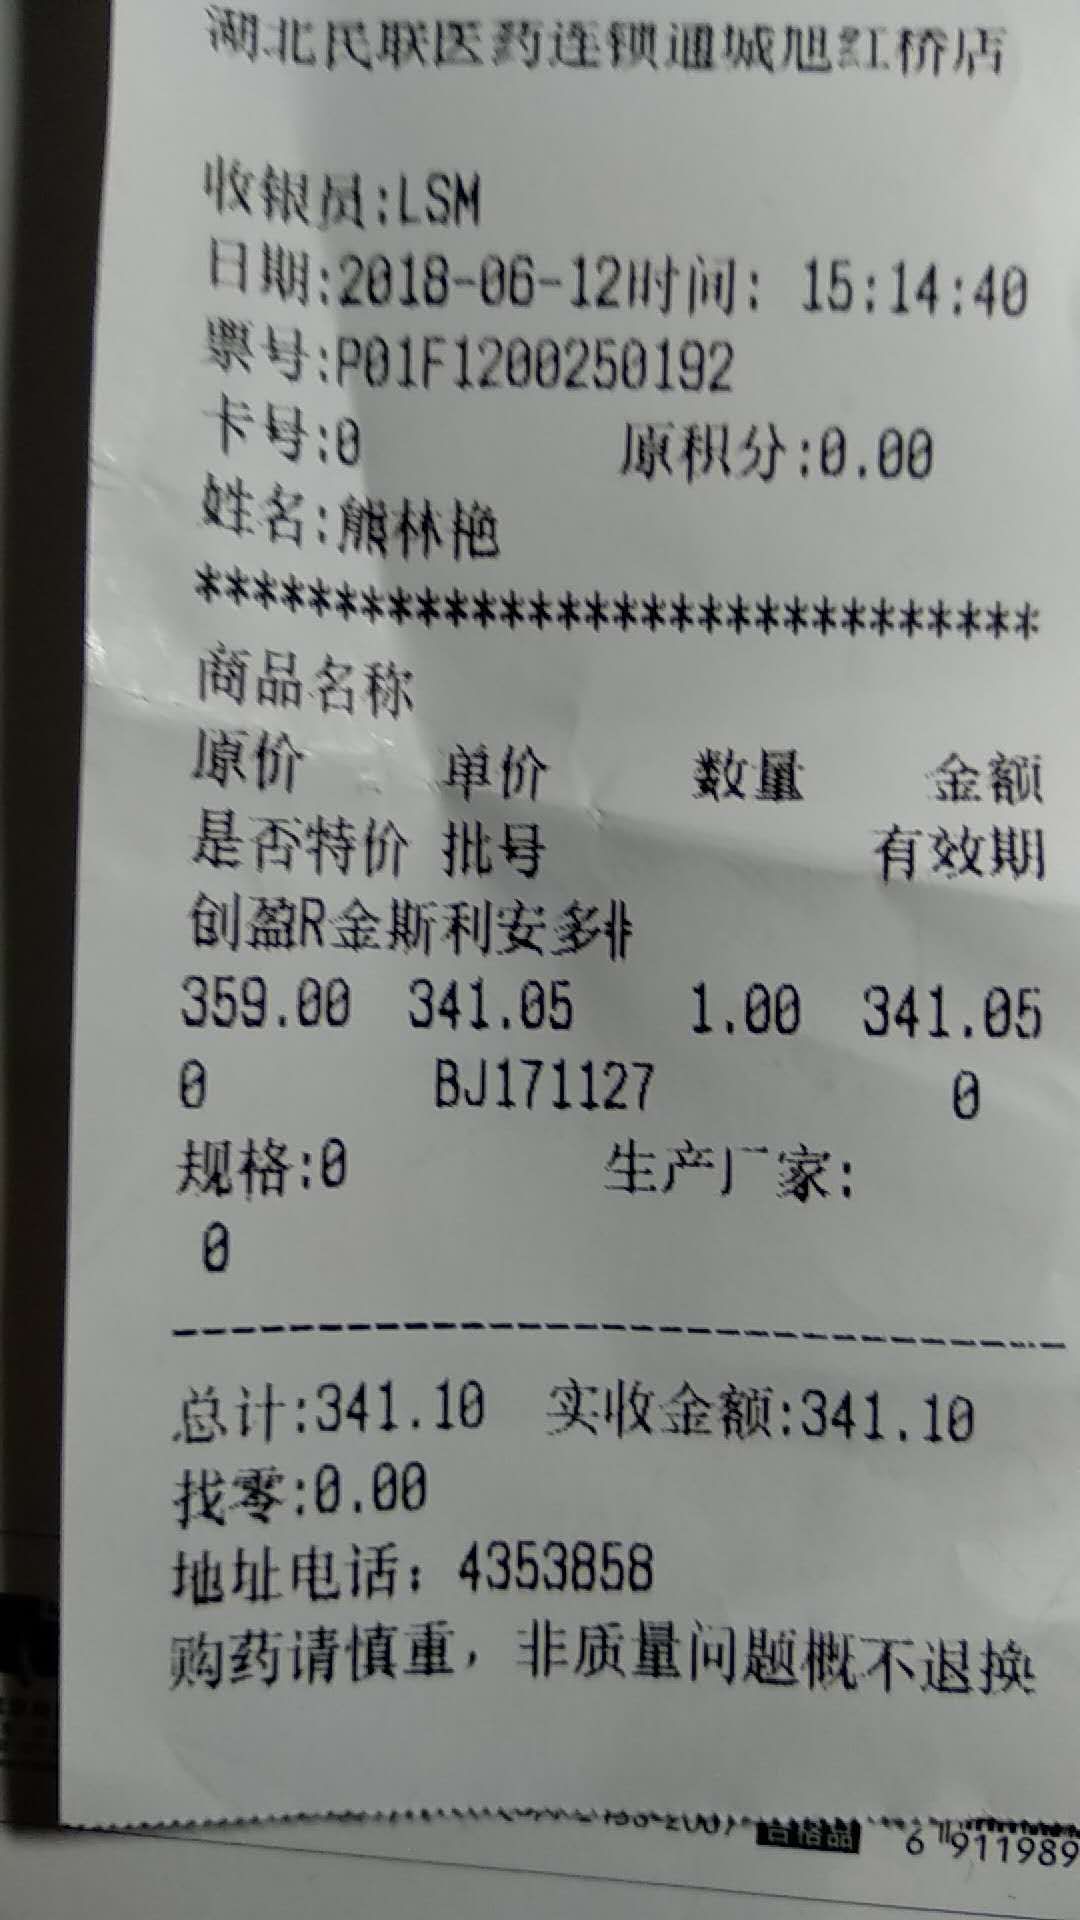 湖北民联医药连锁通城旭红桥店
收银员:LSM
日期:2018-06-12时间: 15:14:40
票号:P01F1200250192
卡号:0 原积分:0.00
姓名:熊林艳
******************************
商品名称
原价 单价 数量 金额
是否特价 批号 有效期
创盈R金斯利安多维
359.00 341.05 1.00 341.05
0 BJ171127 0
规格:0 生产厂家:
0
--------------------------------
总计:341.10 实收金额:341.10
找零:0.00
地址电话: 4353858
购药请慎重, 非质量问题概不退换
6 911989